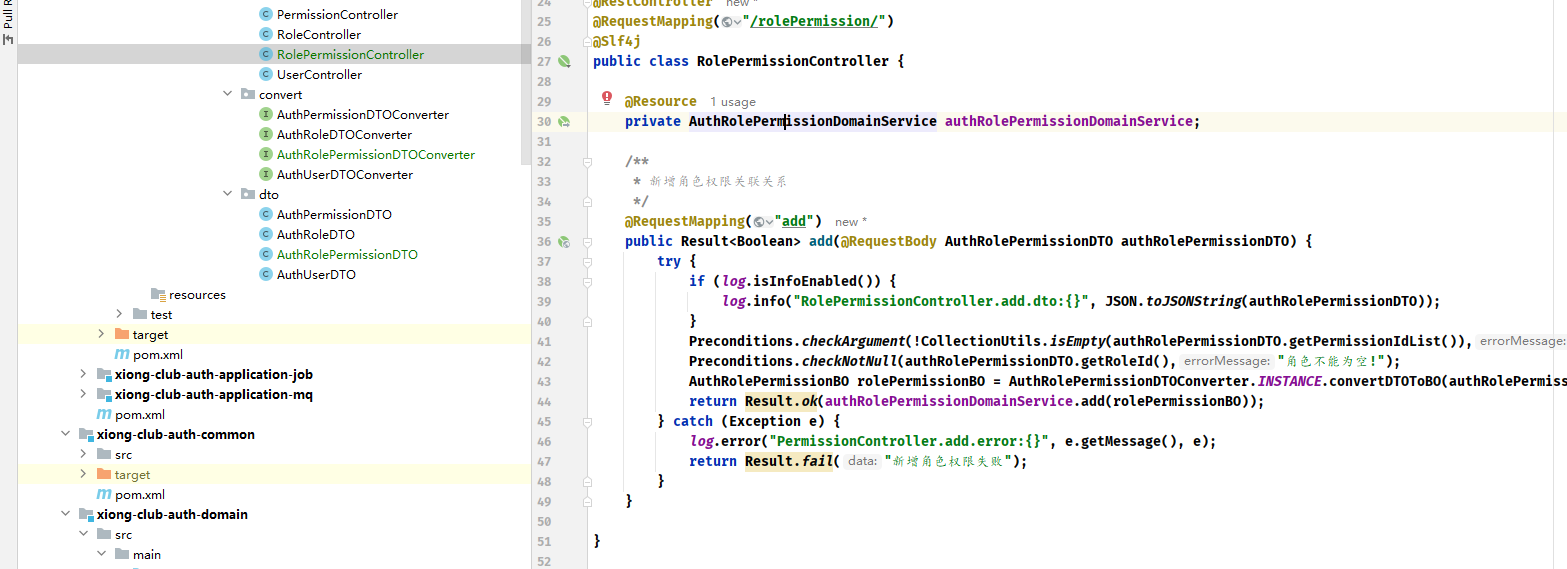 Pull R
PermissionController
RoleController
RolePermissionController
UserController
convert
AuthPermissionDTOConverter
AuthRoleDTOConverter
AuthRolePermissionDTOConverter
AuthUserDTOConverter
dto
AuthPermissionDTO
AuthRoleDTO
AuthRolePermissionDTO
AuthUserDTO
resources
test
target
pom.xml
xiong-club-auth-application-job
xiong-club-auth-application-mq
pom.xml
xiong-club-auth-common
src
target
pom.xml
xiong-club-auth-domain
src
main
24 @RestController new *
25 @RequestMapping("/rolePermission/")
26 @Slf4j
27 public class RolePermissionController {
28
29 @Resource 1 usage
30 private AuthRolePermissionDomainService authRolePermissionDomainService;
31
32 /**
33 * 新增角色权限关联关系
34 */
35 @RequestMapping("add") new *
36 public Result<Boolean> add(@RequestBody AuthRolePermissionDTO authRolePermissionDTO) {
37 try {
38 if (log.isInfoEnabled()) {
39 log.info("RolePermissionController.add.dto:{}", JSON.toJSONString(authRolePermissionDTO));
40 }
41 Preconditions.checkArgument(!CollectionUtils.isEmpty(authRolePermissionDTO.getPermissionIdList()), errorMessage:
42 Preconditions.checkNotNull(authRolePermissionDTO.getRoleId(), errorMessage: "角色不能为空!");
43 AuthRolePermissionBO rolePermissionBO = AuthRolePermissionDTOConverter.INSTANCE.convertDTOToBO(authRolePermiss
44 return Result.ok(authRolePermissionDomainService.add(rolePermissionBO));
45 } catch (Exception e) {
46 log.error("PermissionController.add.error:{}", e.getMessage(), e);
47 return Result.fail( data: "新增角色权限失败");
48 }
49 }
50
51 }
52